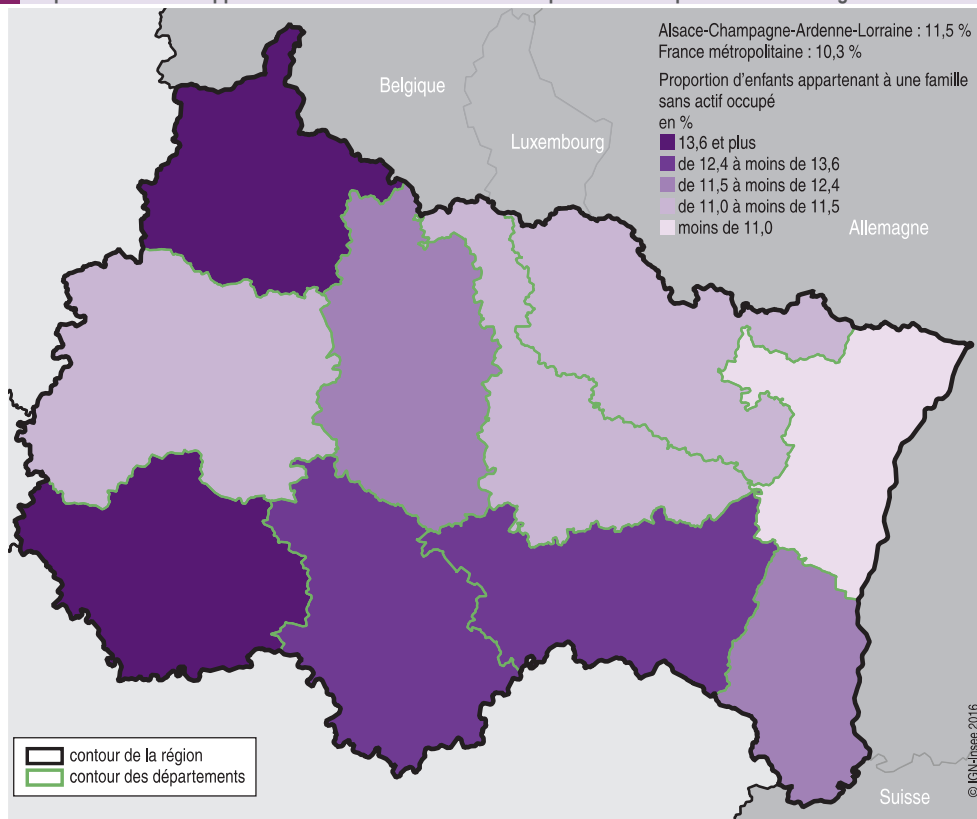 Alsace-Champagne-Ardenne-Lorraine : 11,5 %
France métropolitaine : 10,3 %
Proportion d'enfants appartenant à une famille
sans actif occupé
en %
13,6 et plus
de 12,4 à moins de 13,6
de 11,5 à moins de 12,4
de 11,0 à moins de 11,5
moins de 11,0
Belgique
Luxembourg
Allemagne
contour de la région
contour des départements
Suisse
© IGN-Insee 2016